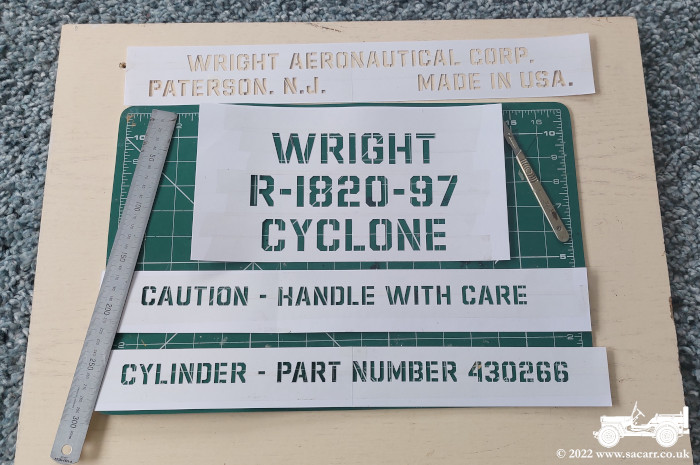 WRIGHT AERONAUTICAL CORP.
PATERSON. N.J. MADE IN USA.
WRIGHT
R-1820-97
CYCLONE
CAUTION - HANDLE WITH CARE
CYLINDER - PART NUMBER 430266
© 2022 www.sacarr.co.uk